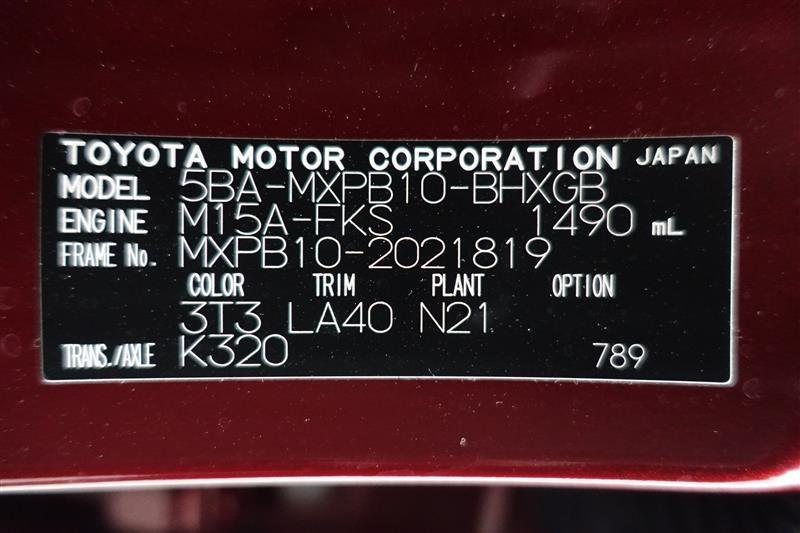 TOYOTA MOTOR CORPORATION JAPAN
MODEL 5BA-MXPB10-BHXGB
ENGINE M15A-FKS 1490 mL
FRAME No. MXPB10-2021819
COLOR TRIM PLANT OPTION
3T3 LA40 N21
TRANS./AXLE K320 789